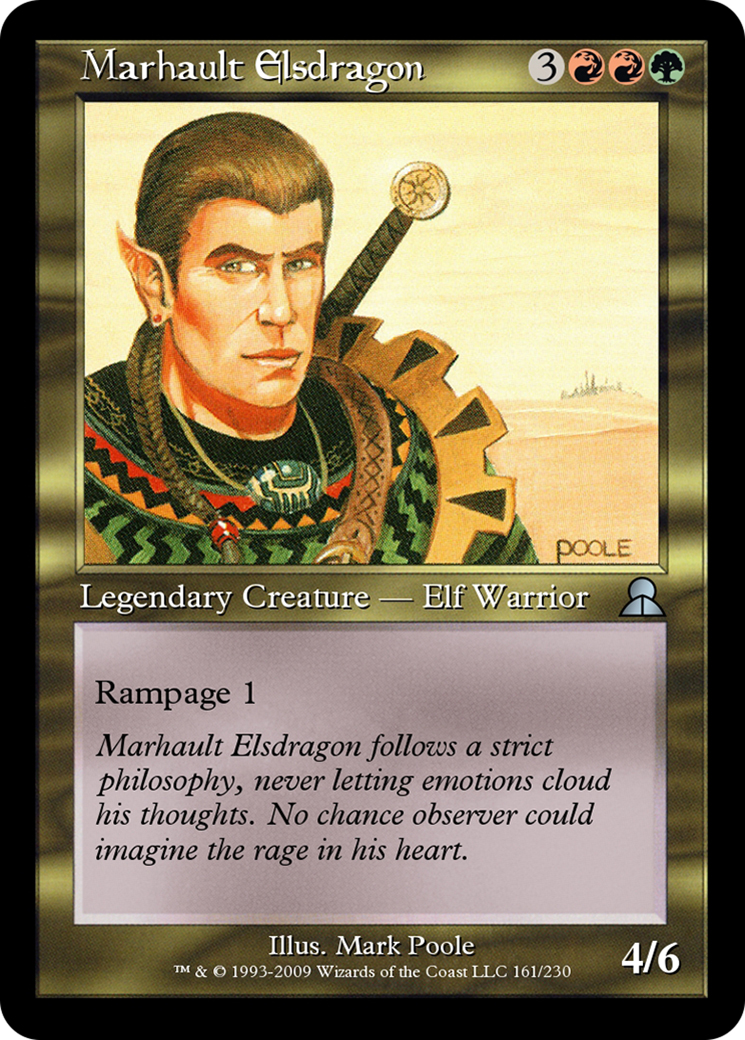 Marhault Elsdragon 3
POOLE
Legendary Creature — Elf Warrior
Rampage 1
Marhault Elsdragon follows a strict
philosophy, never letting emotions cloud
his thoughts. No chance observer could
imagine the rage in his heart.
Illus. Mark Poole
™ & © 1993-2009 Wizards of the Coast LLC 161/230
4/6